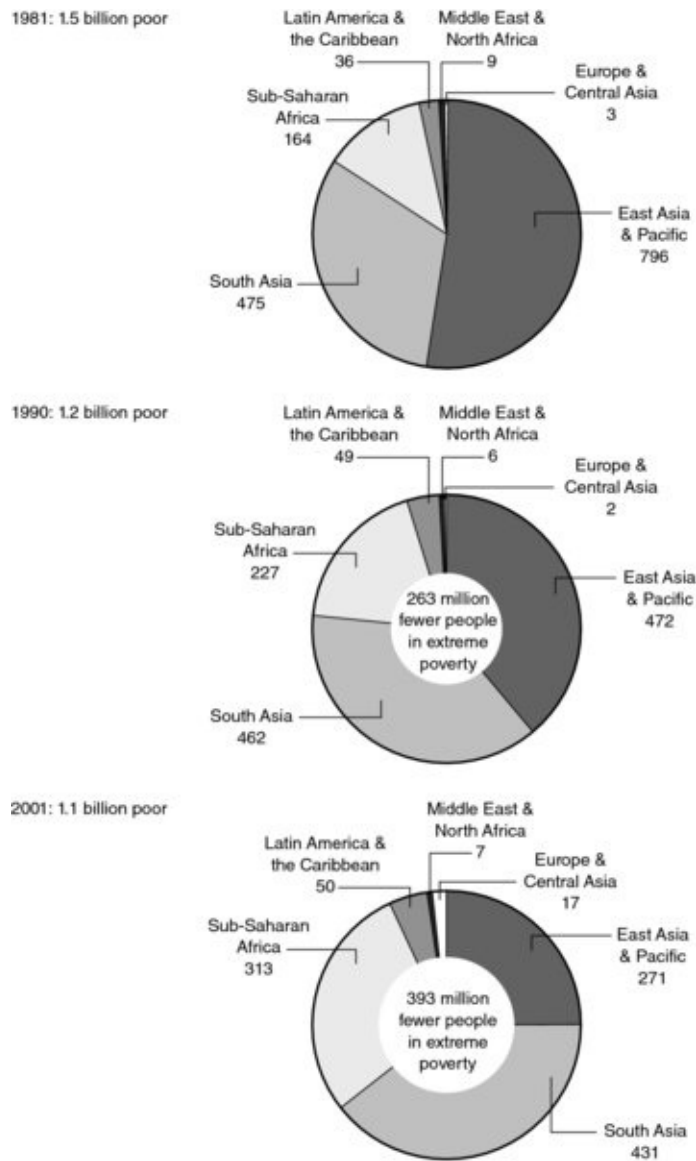 1981: 1.5 billion poor
Latin America &
the Caribbean
36
Middle East &
North Africa
9
Europe &
Central Asia
3
Sub-Saharan
Africa
164
East Asia
& Pacific
796
South Asia
475
1990: 1.2 billion poor
Latin America &
the Caribbean
49
Middle East &
North Africa
6
Europe &
Central Asia
2
Sub-Saharan
Africa
227
East Asia
& Pacific
472
263 million
fewer people
in extreme
poverty
South Asia
462
2001: 1.1 billion poor
Middle East &
North Africa
7
Latin America &
the Caribbean
50
Europe &
Central Asia
17
Sub-Saharan
Africa
313
East Asia
& Pacific
271
393 million
fewer people
in extreme
poverty
South Asia
431